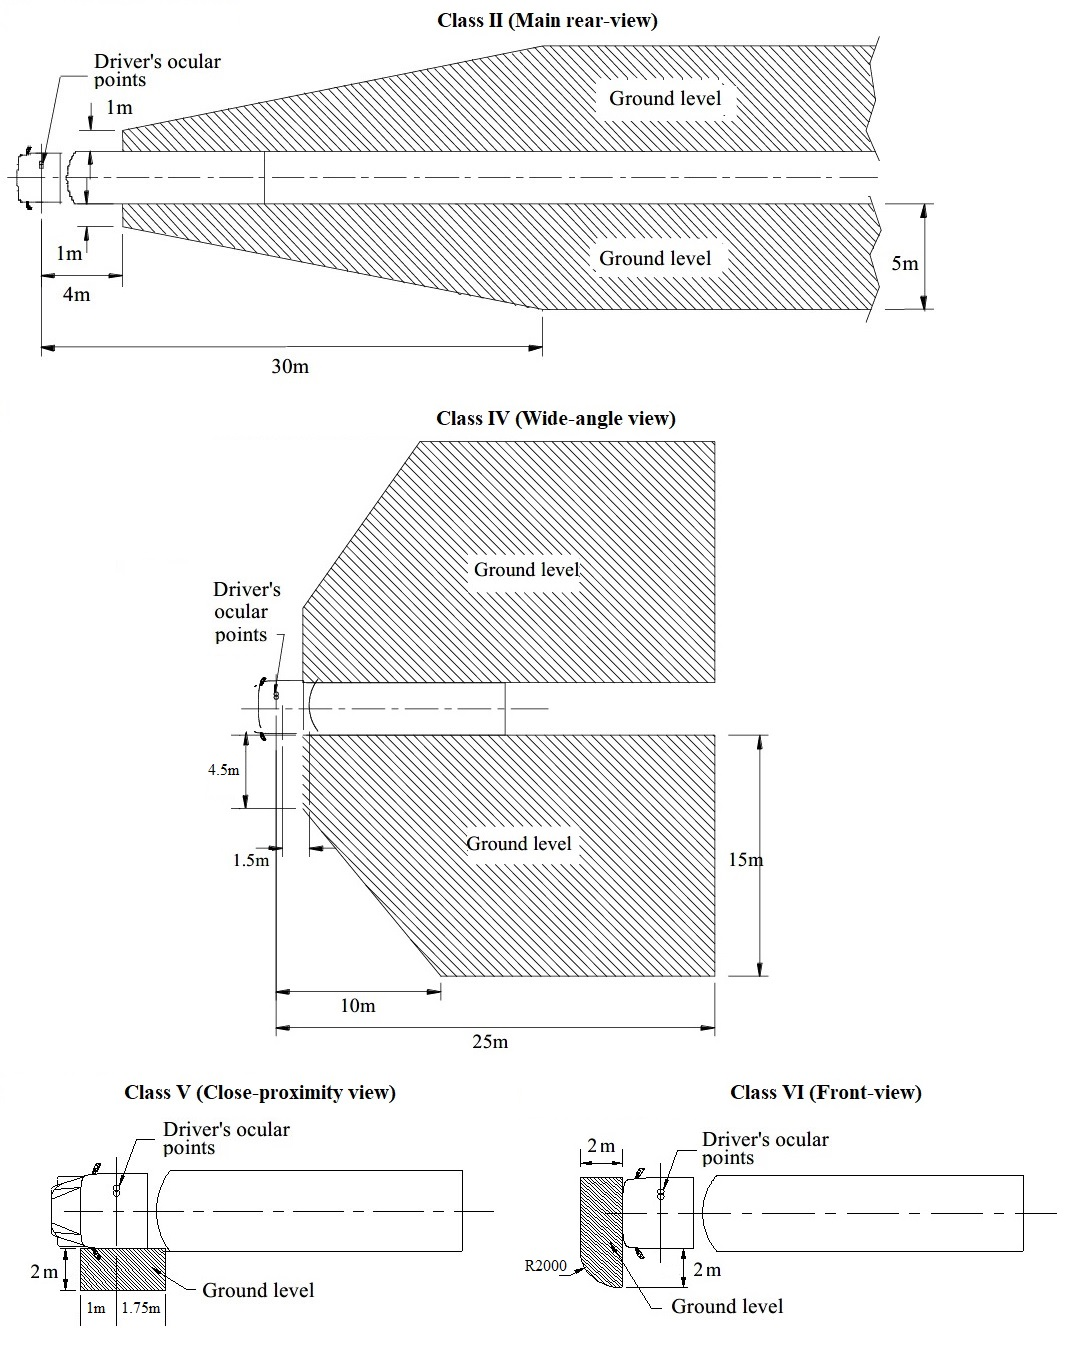 Class II (Main rear-view)
Driver's ocular
points
1m
Ground level
Ground level
1m
4m
5m
30m
Class IV (Wide-angle view)
Ground level
Driver's
ocular
points
4.5m
Ground level
1.5m
15m
10m
25m
Class V (Close-proximity view)
Driver's ocular
points
2m
Ground level
1m
1.75m
Class VI (Front-view)
2m
Driver's ocular
points
R2000
2m
Ground level